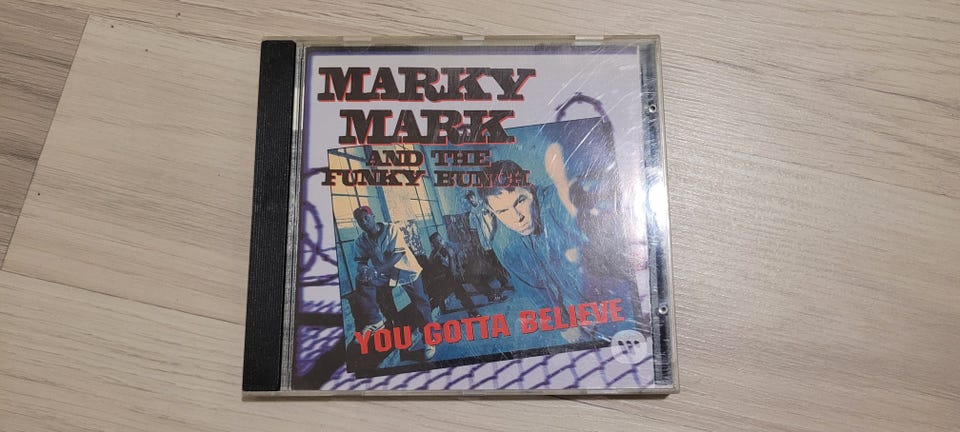 MARKY
MARK
AND THE
FUNKY BUNCH
YOU GOTTA BELIEVE